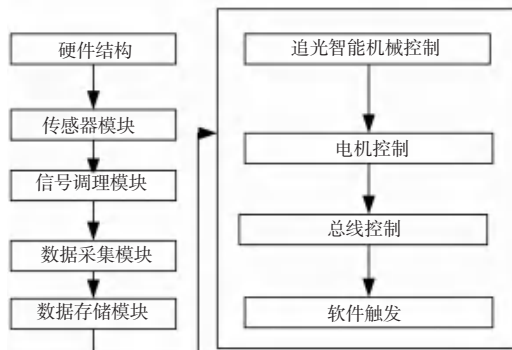 硬件结构
传感器模块
信号调理模块
数据采集模块
数据存储模块
追光智能机械控制
电机控制
总线控制
软件触发